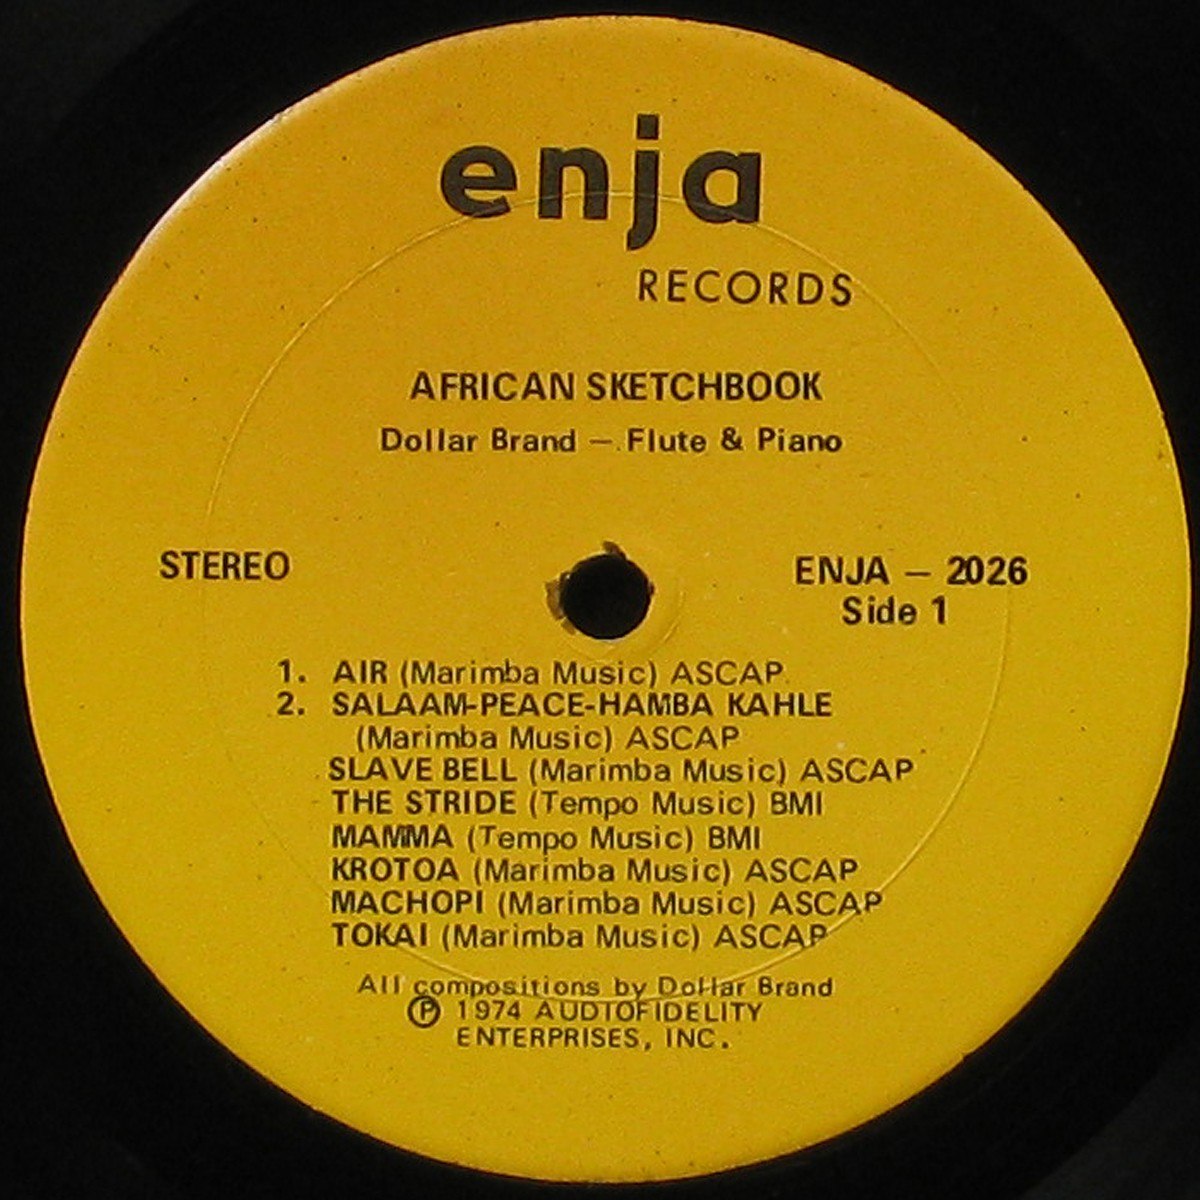 enja
RECORDS
AFRICAN SKETCHBOOK
Dollar Brand — Flute & Piano
STEREO
ENJA — 2026
Side 1
1. AIR (Marimba Music) ASCAP
2. SALAAM-PEACE-HAMBA KAHLE
(Marimba Music) ASCAP
SLAVE BELL (Marimba Music) ASCAP
THE STRIDE (Tempo Music) BMI
MAMMA (Tempo Music) BMI
KROTOA (Marimba Music) ASCAP
MACHOPI (Marimba Music) ASCAP
TOKAI (Marimba Music) ASCAP
All compositions by Dollar Brand
Ⓟ 1974 AUDIOFIDELITY
ENTERPRISES, INC.